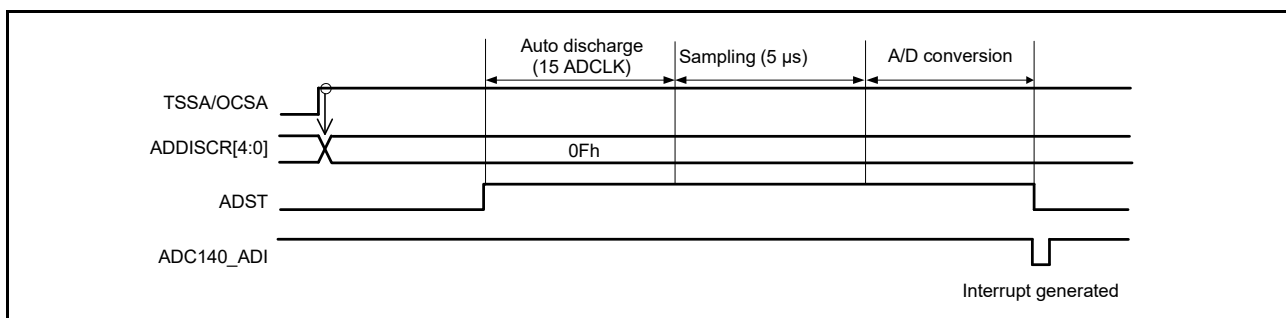 Auto discharge
(15 ADCLK)
Sampling (5 µs)
A/D conversion
TSSA/OCSA
ADDISCR[4:0]
0Fh
ADST
ADC140_ADI
Interrupt generated